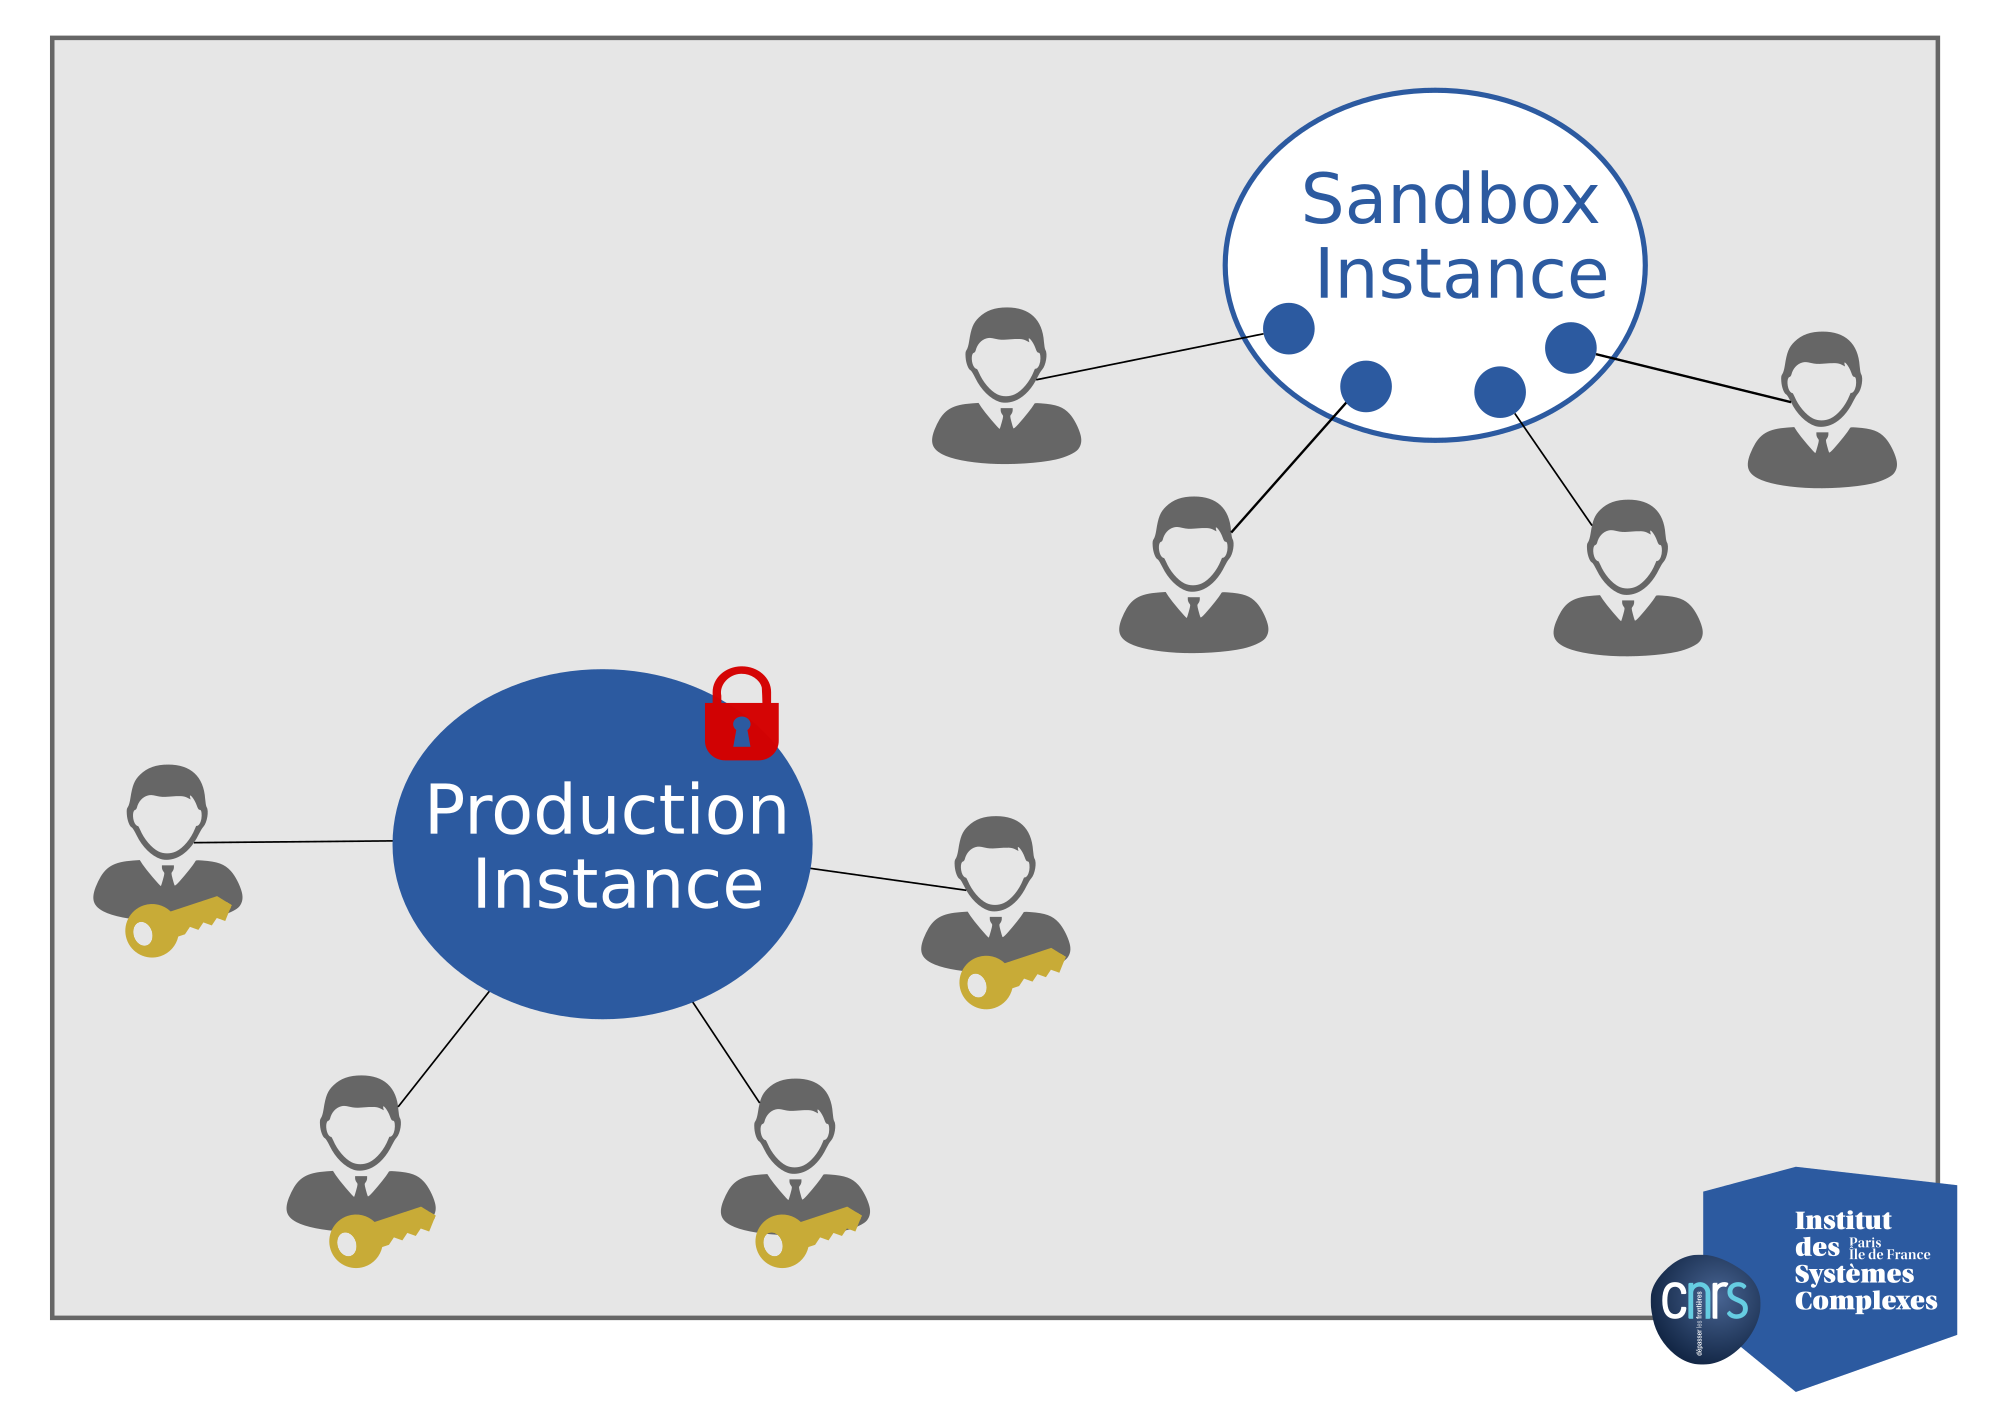 Sandbox
Instance
Production
Instance
Institut
des Paris
Île de France
Systèmes
Complexes
cnrs
dépasser les frontières